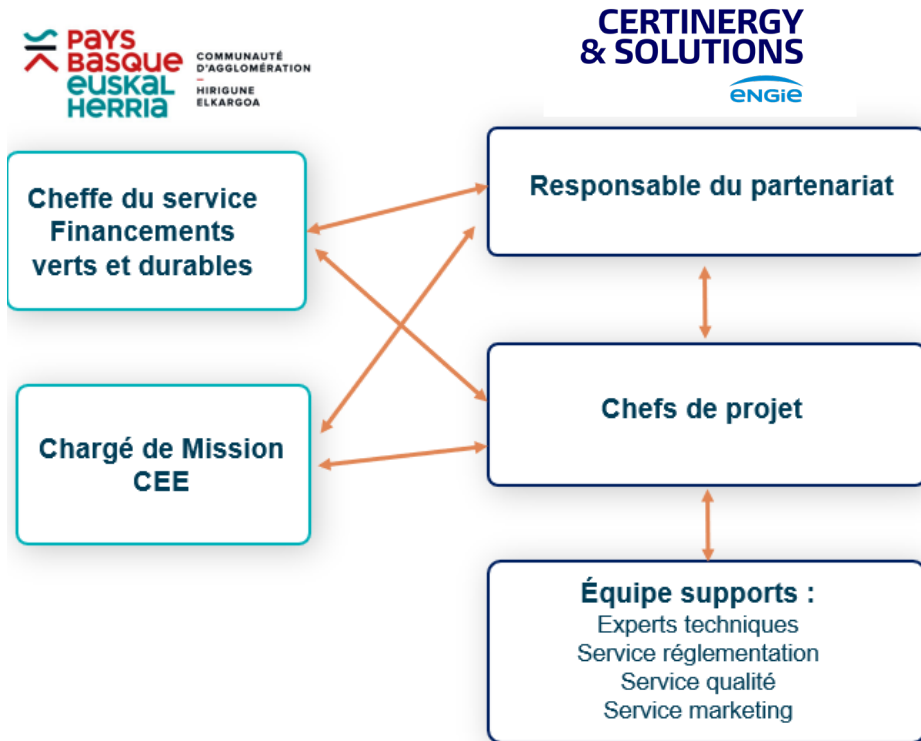 PAYS
BASQUE
EUSKAL
HERRIA
COMMUNAUTÉ
D'AGGLOMÉRATION
HIRIGUNE
ELKARGOA
CERTINERGY
& SOLUTIONS
ENGIE
Cheffe du service
Financements
verts et durables
Responsable du partenariat
Chargé de Mission
CEE
Chefs de projet
Équipe supports :
Experts techniques
Service réglementation
Service qualité
Service marketing